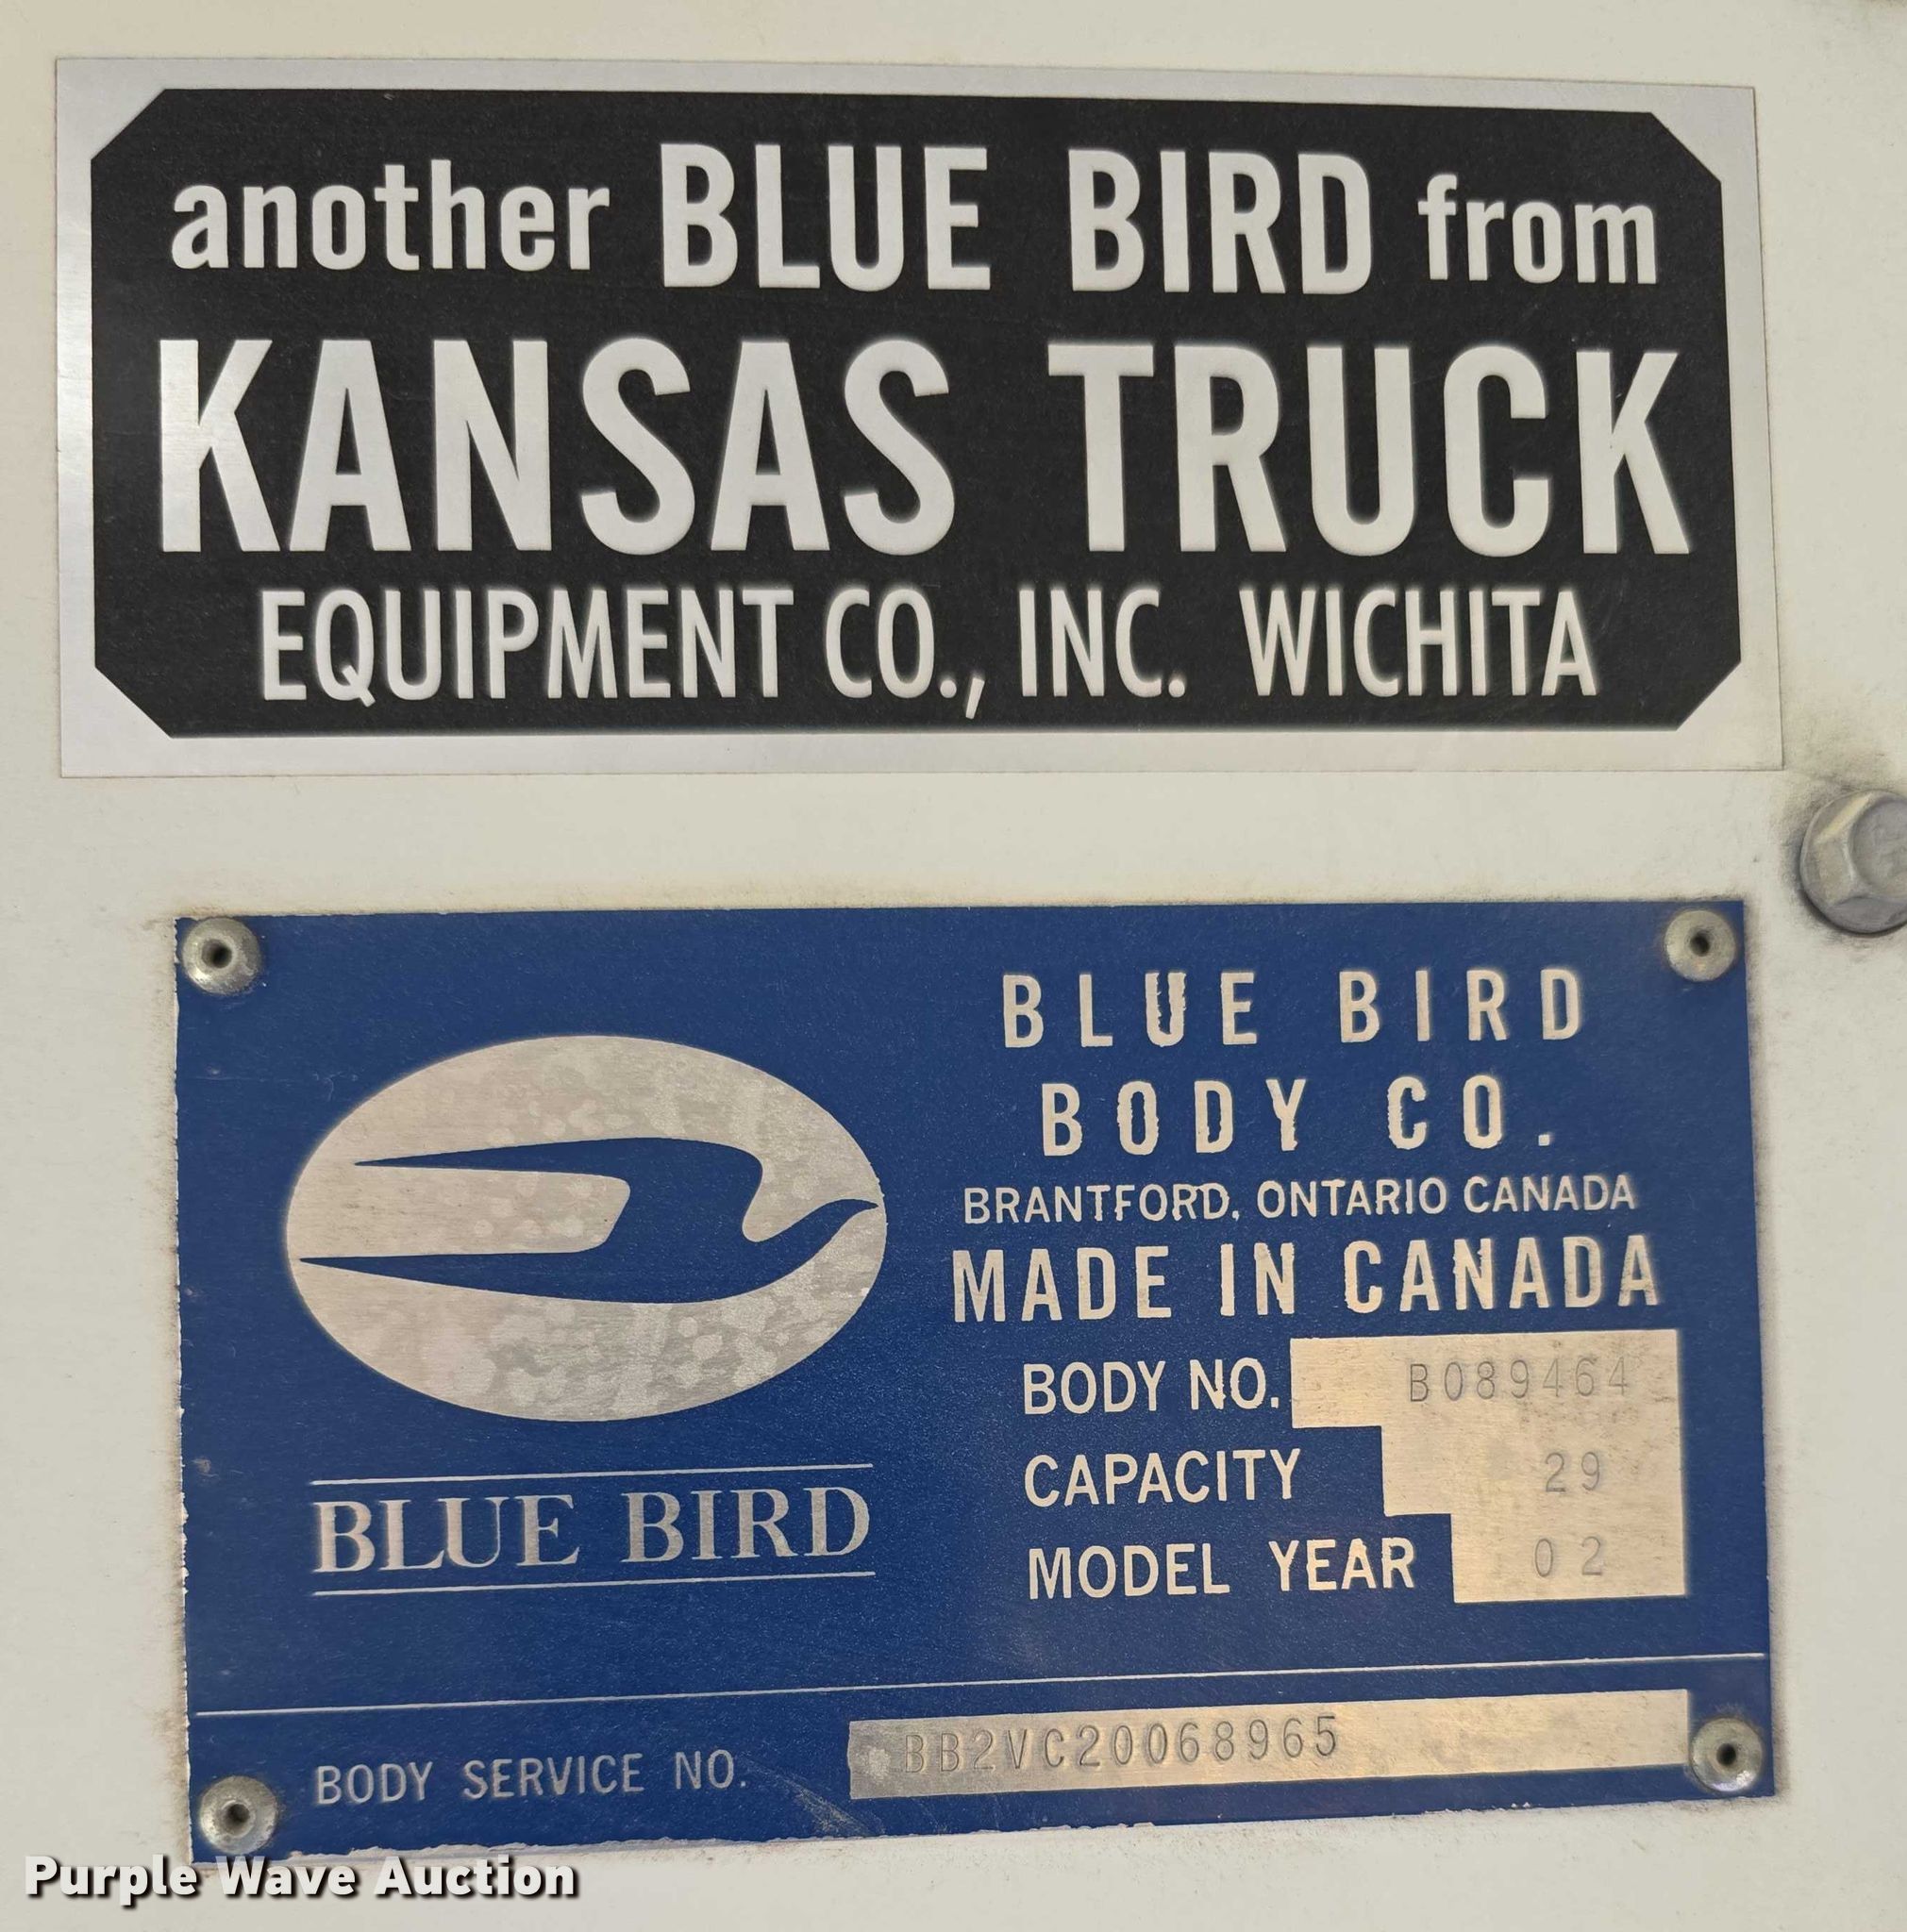 another BLUE BIRD from
KANSAS TRUCK
EQUIPMENT CO., INC. WICHITA
BLUE BIRD
BODY CO.
BRANTFORD, ONTARIO CANADA
MADE IN CANADA
BODY NO. B089464
CAPACITY 29
MODEL YEAR 02
BLUE BIRD
BODY SERVICE NO. BB2VC20068965
Purple Wave Auction